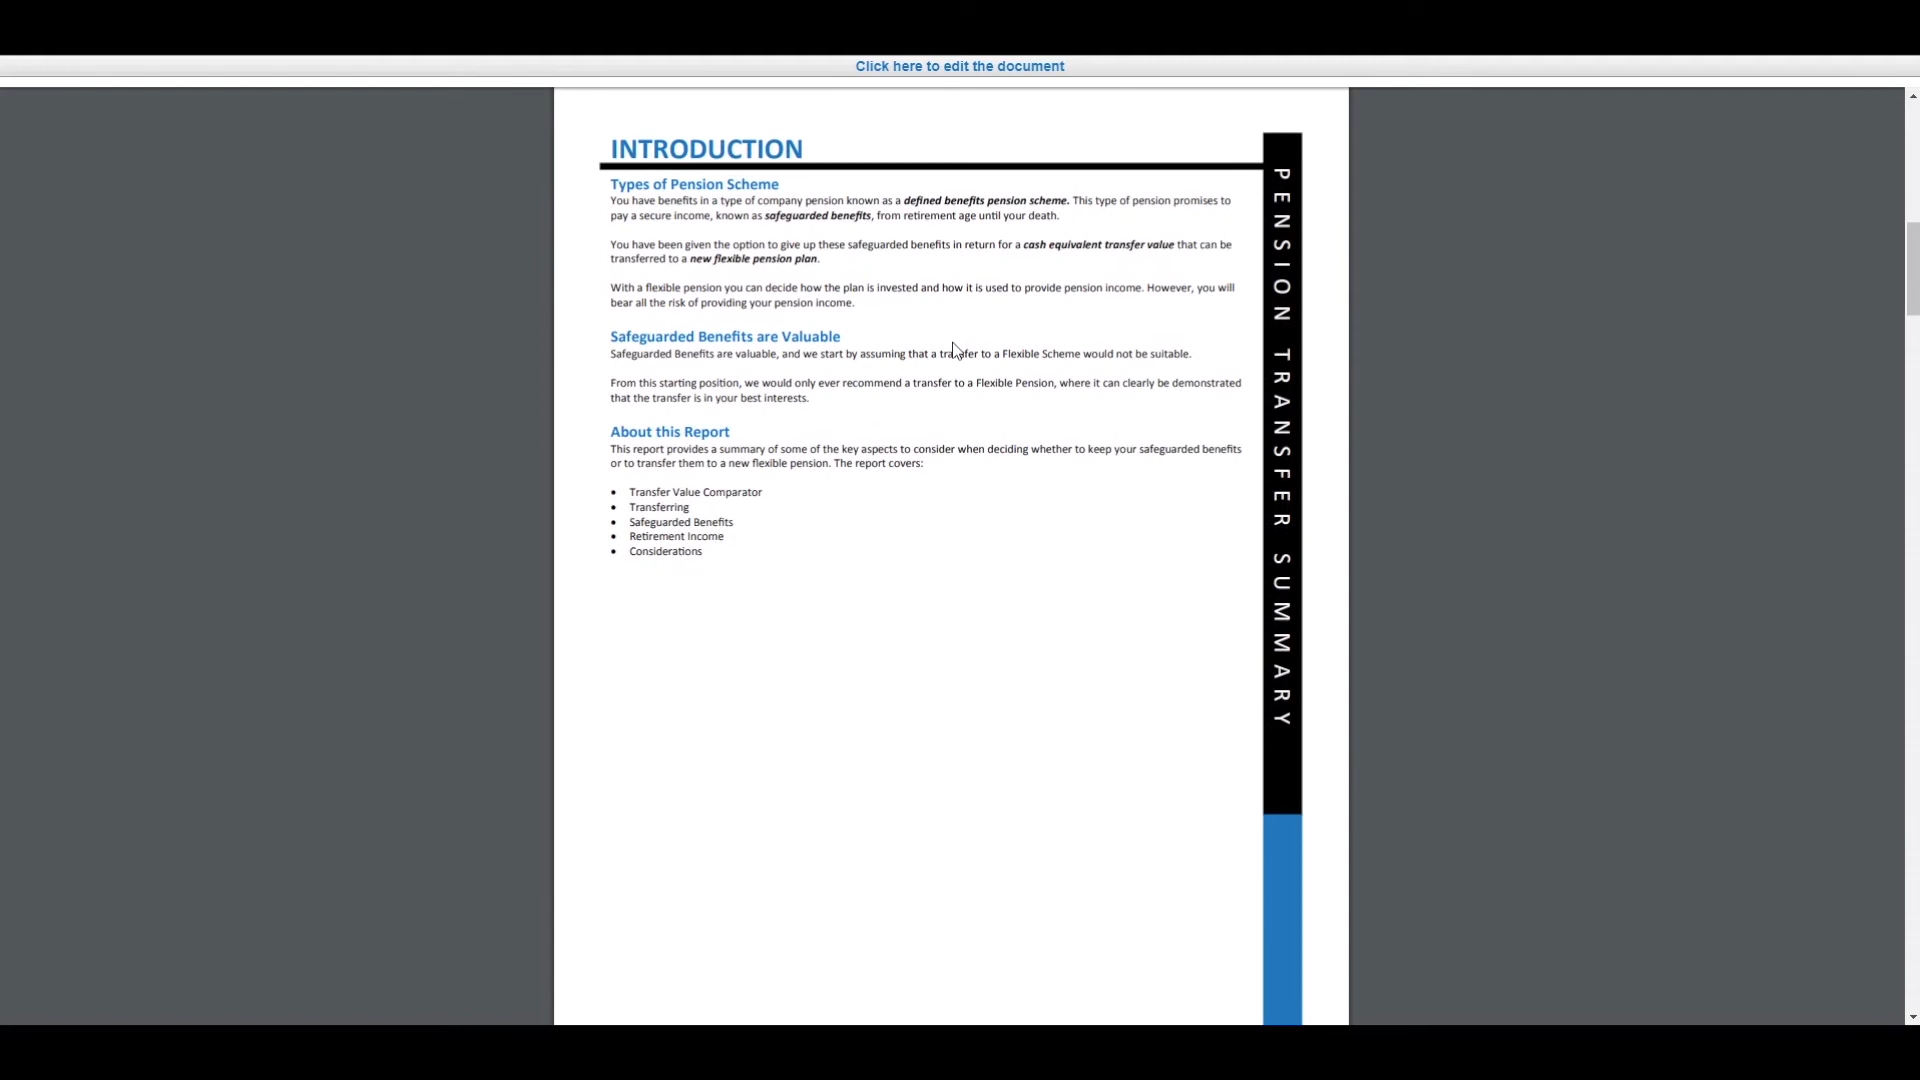 Click here to edit the document
INTRODUCTION
Types of Pension Scheme
You have benefits in a type of company pension known as a defined benefits pension scheme. This type of pension promises to
pay a secure income, known as safeguarded benefits, from retirement age until your death.
You have been given the option to give up these safeguarded benefits in return for a cash equivalent transfer value that can be
transferred to a new flexible pension plan.
With a flexible pension you can decide how the plan is invested and how it is used to provide pension income. However, you will
bear all the risk of providing your pension income.
Safeguarded Benefits are Valuable
Safeguarded Benefits are valuable, and we start by assuming that a transfer to a Flexible Scheme would not be suitable.
From this starting position, we would only ever recommend a transfer to a Flexible Pension, where it can clearly be demonstrated
that the transfer is in your best interests.
About this Report
This report provides a summary of some of the key aspects to consider when deciding whether to keep your safeguarded benefits
or to transfer them to a new flexible pension. The report covers:
• Transfer Value Comparator
• Transferring
• Safeguarded Benefits
• Retirement Income
• Considerations
PENSION TRANSFER SUMMARY